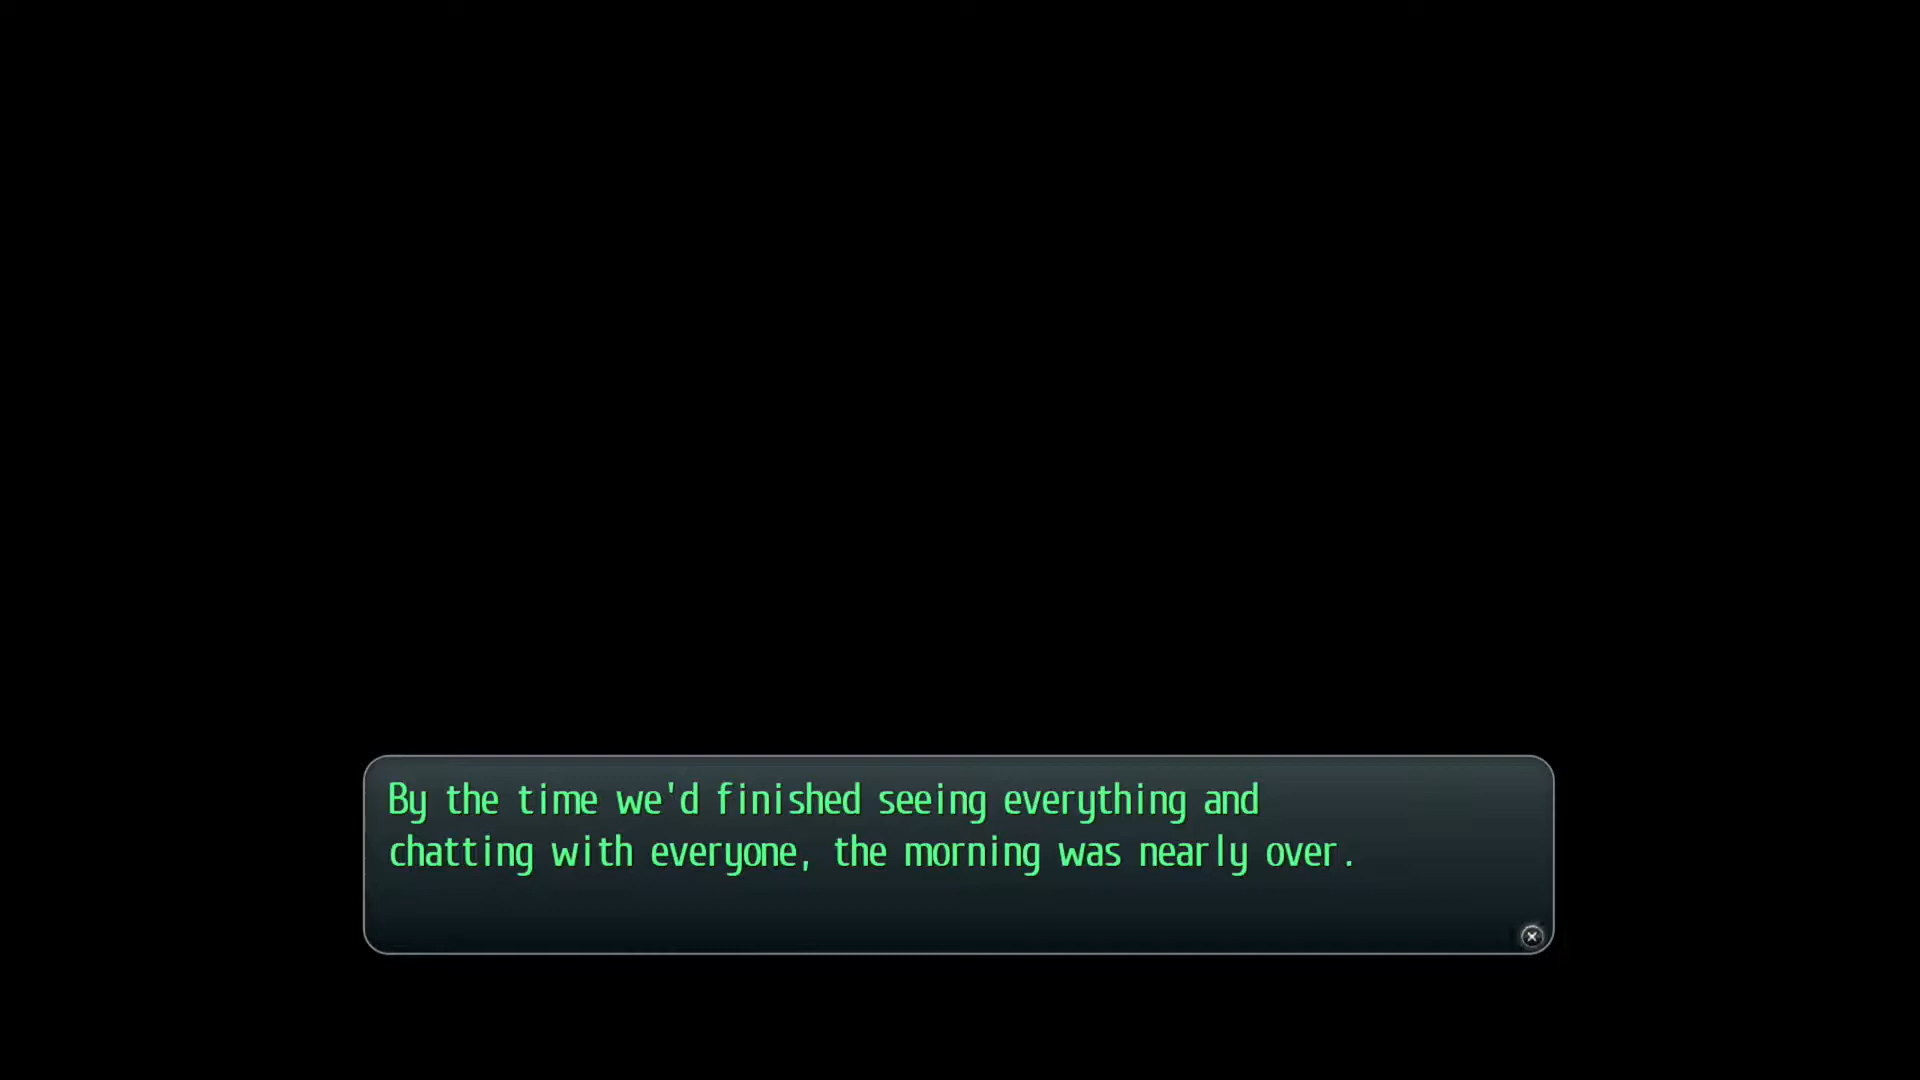 By the time we'd finished seeing everything and
chatting with everyone, the morning was nearly over.